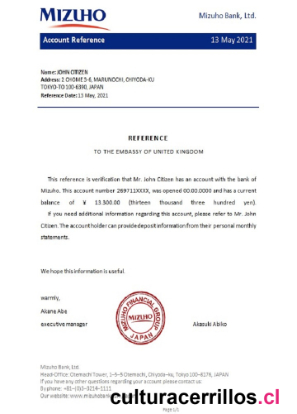 MIZUHO
Mizuho Bank, Ltd.
Account Reference 13 May 2021
Name: JOHN CITIZEN
Address: 1 CHOME 5-6, MARUNOCHI, CHIYODA-KU
TOKYO-TO 100-6390, JAPAN
Reference Date: 13 May, 2021
REFERENCE
TO THE EMBASSY OF UNITED KINGDOM
This reference is verification that Mr. John Citizen has an account with the bank of
Mizuho. This account number 269711XXXX, was opened 00.00.0000 and has a current
balance of ¥ 13.300.00 (thirteen thousand three hundred yen).
If you need additional information regarding this account, please refer to Mr. John
Citizen. The account holder can provide deposit information from their personal monthly
statements.
We hope this information is useful.
warmly,
Akana Abe
executive manager
MIZUHO FINANCIAL GROUP
MIZUHO
JAPAN
Akazuki Abiko
Mizuho Bank, Ltd.
Head Office: Otemachi Tower, 1-5-5 Otemachi, Chiyoda-ku, Tokyo 100-8176, JAPAN
If you have any other questions regarding your account please contact us:
By phone: +81-(0)3-3214-1111
Our website: www.mizuhobank
culturacerrillos.cl
Page 1/1